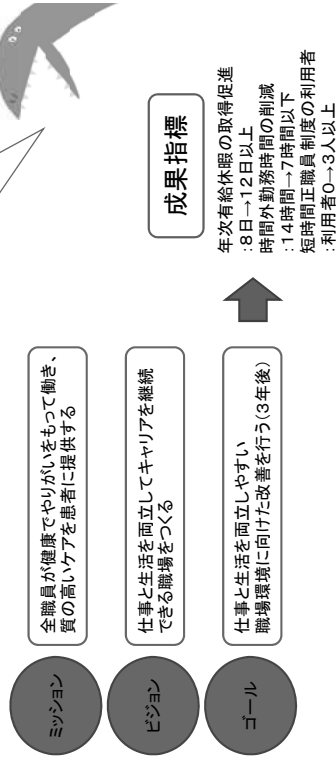 ミッション
全職員が健康でやりがいをもって働き、
質の高いケアを患者に提供する
ビジョン
仕事と生活を両立してキャリアを継続
できる職場をつくる
ゴール
仕事と生活を両立しやすい
職場環境に向けた改善を行う(3年後)
成果指標
年次有給休暇の取得促進
:8日→12日以上
時間外勤務時間の削減
:14時間→7時間以下
短時間正職員制度の利用者
:利用者0→3人以上